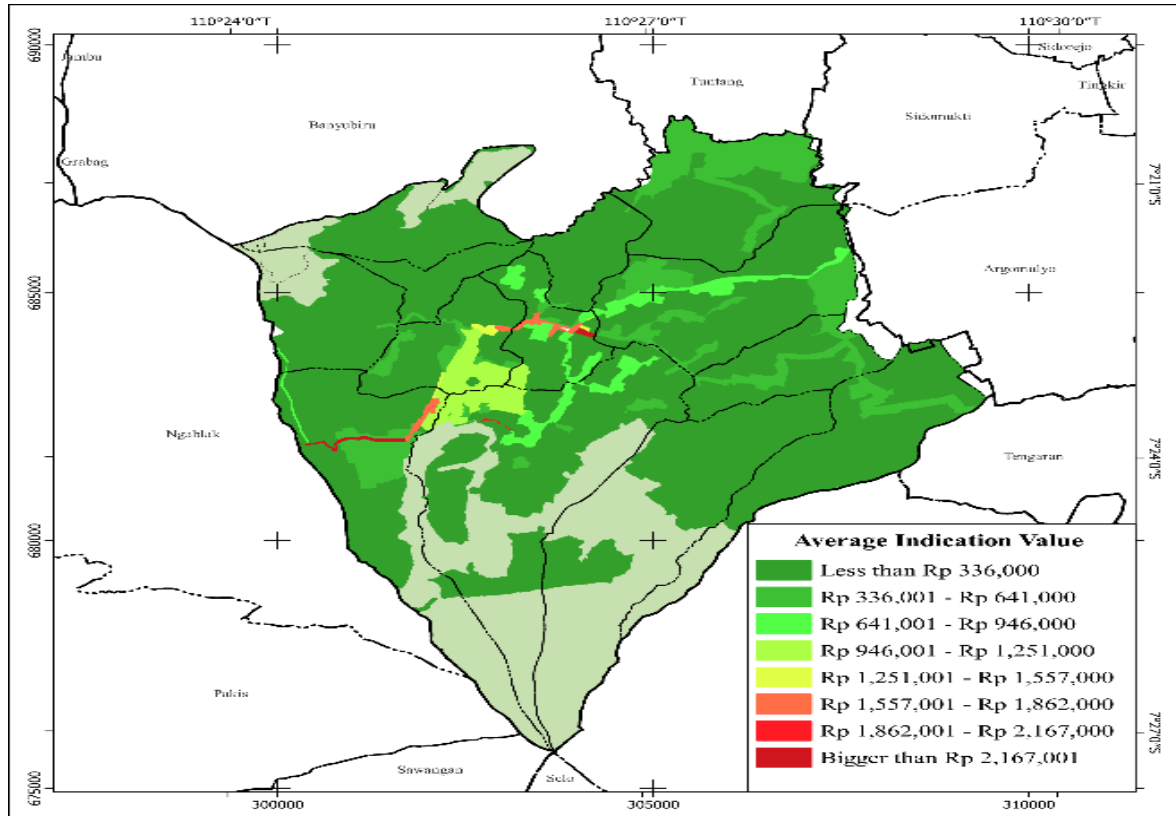 110°24'0"T 110°27'0"T 110°30'0"T
690000
Jambu
Sidorejo
Tuntang
Tingkir
Banyubiru
Sidomukti
Grabag
7°21'0"S
Argomulyo
685000
Ngablak
7°24'0"S
Tengaran
680000
Average Indication Value
Less than Rp 336,000
Rp 336,001 - Rp 641,000
Rp 641,001 - Rp 946,000
Rp 946,001 - Rp 1,251,000
Rp 1,251,001 - Rp 1,557,000
Rp 1,557,001 - Rp 1,862,000
Rp 1,862,001 - Rp 2,167,000
Bigger than Rp 2,167,001
Pakis
7°27'0"S
Sawangan
Selo
675000
300000 305000 310000